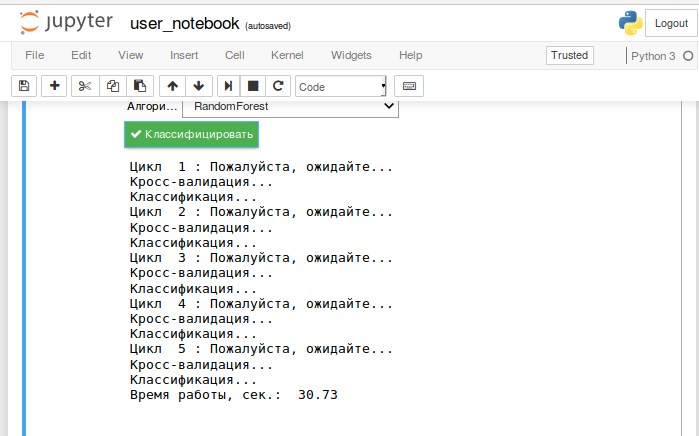 jupyter user_notebook (autosaved) Logout
File Edit View Insert Cell Kernel Widgets Help Trusted Python 3
Code
Алгори... RandomForest
Классифицировать
Цикл 1 : Пожалуйста, ожидайте...
Кросс-валидация...
Классификация...
Цикл 2 : Пожалуйста, ожидайте...
Кросс-валидация...
Классификация...
Цикл 3 : Пожалуйста, ожидайте...
Кросс-валидация...
Классификация...
Цикл 4 : Пожалуйста, ожидайте...
Кросс-валидация...
Классификация...
Цикл 5 : Пожалуйста, ожидайте...
Кросс-валидация...
Классификация...
Время работы, сек.: 30.73